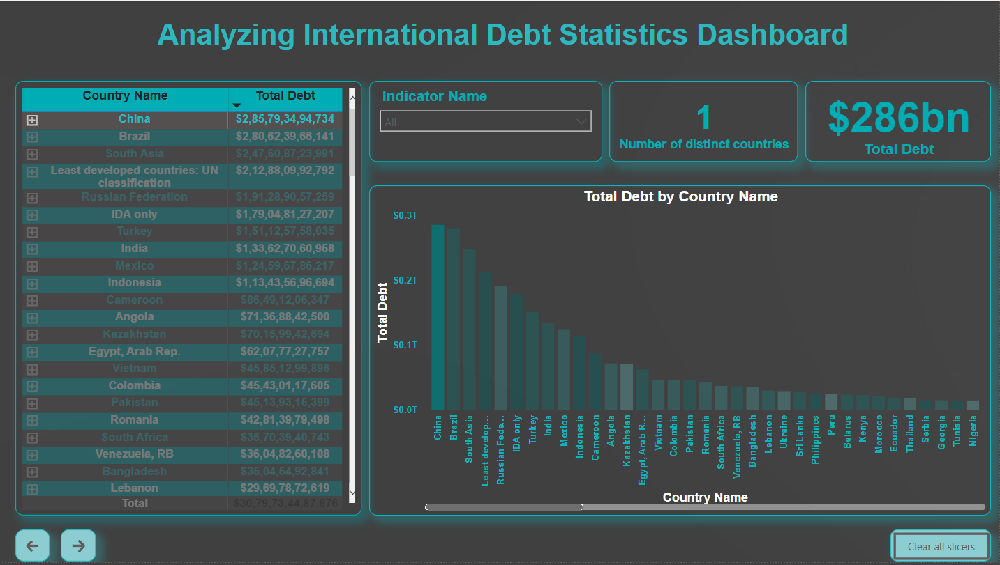 Analyzing International Debt Statistics Dashboard
Country Name Total Debt
China $2,85,79,34,94,734
Brazil $2,80,62,39,66,141
South Asia $2,47,60,87,23,991
Least developed countries: UN $2,12,88,09,92,792
classification
Russian Federation $1,91,28,90,57,259
IDA only $1,79,04,81,27,207
Turkey $1,51,12,57,58,035
India $1,33,62,70,60,958
Mexico $1,24,59,67,86,217
Indonesia $1,13,43,56,96,694
Cameroon $86,49,12,06,347
Angola $71,36,88,42,500
Kazakhstan $70,15,99,42,694
Egypt, Arab Rep. $62,07,77,27,757
Vietnam $45,85,12,99,896
Colombia $45,43,01,17,605
Pakistan $45,13,93,15,399
Romania $42,81,39,79,498
South Africa $36,70,39,40,743
Venezuela, RB $36,04,82,60,108
Bangladesh $35,04,54,92,841
Lebanon $29,69,78,72,619
Total $30,79,73,44,87,676
Indicator Name
All
1
Number of distinct countries
$286bn
Total Debt
Total Debt by Country Name
Total Debt
$0.3T
$0.2T
$0.1T
$0.0T
China
Brazil
South Asia
Least develop...
Russian Fede...
IDA only
Turkey
India
Mexico
Indonesia
Cameroon
Angola
Kazakhstan
Egypt, Arab R...
Vietnam
Colombia
Pakistan
Romania
South Africa
Venezuela, RB
Bangladesh
Lebanon
Ukraine
Sri Lanka
Philippines
Peru
Belarus
Kenya
Morocco
Ecuador
Thailand
Serbia
Georgia
Tunisia
Nigeria
Country Name
Clear all slicers